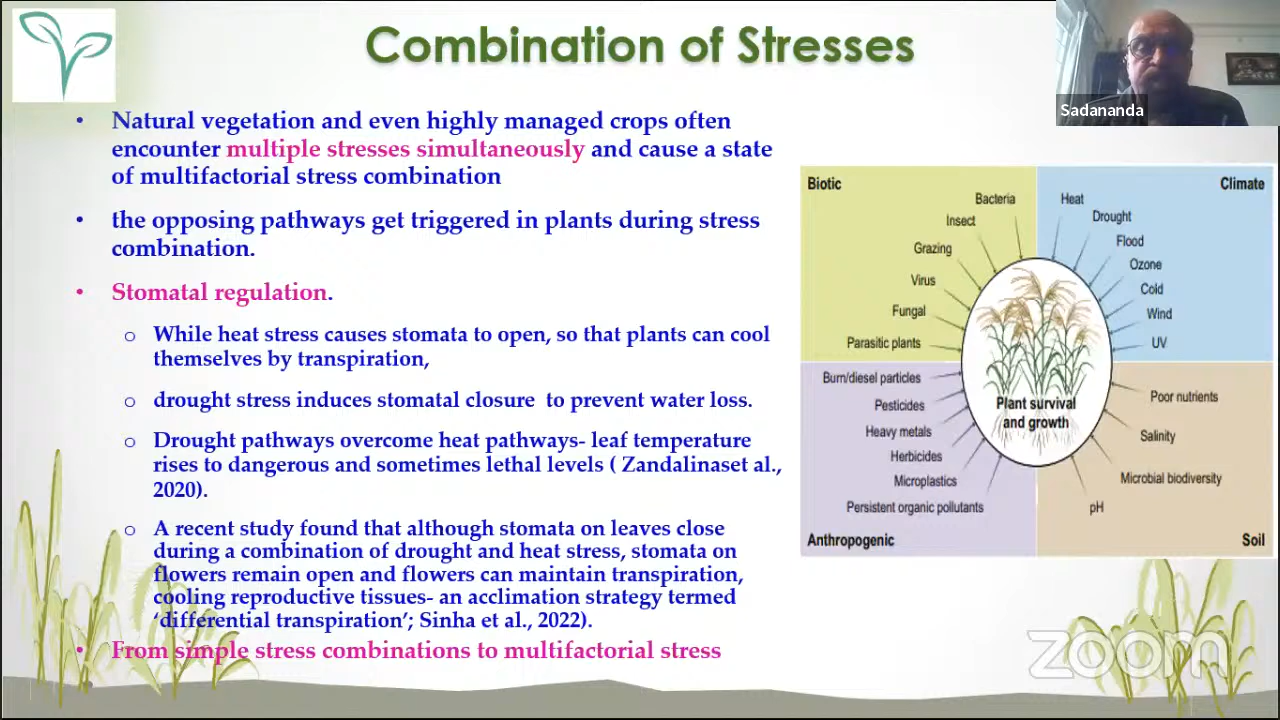 Combination of Stresses
Sadananda
• Natural vegetation and even highly managed crops often
encounter multiple stresses simultaneously and cause a state
of multifactorial stress combination
• the opposing pathways get triggered in plants during stress
combination.
• Stomatal regulation.
o While heat stress causes stomata to open, so that plants can cool
themselves by transpiration,
o drought stress induces stomatal closure to prevent water loss.
o Drought pathways overcome heat pathways- leaf temperature
rises to dangerous and sometimes lethal levels ( Zandalinaset al.,
2020).
o A recent study found that although stomata on leaves close
during a combination of drought and heat stress, stomata on
flowers remain open and flowers can maintain transpiration,
cooling reproductive tissues- an acclimation strategy termed
‘differential transpiration’; Sinha et al., 2022).
• From simple stress combinations to multifactorial stress
Biotic
Bacteria
Insect
Grazing
Virus
Fungal
Parasitic plants
Climate
Heat
Drought
Flood
Ozone
Cold
Wind
UV
Plant survival
and growth
Burn/diesel particles
Pesticides
Heavy metals
Herbicides
Microplastics
Persistent organic pollutants
Anthropogenic
Poor nutrients
Salinity
Microbial biodiversity
pH
Soil
zoom